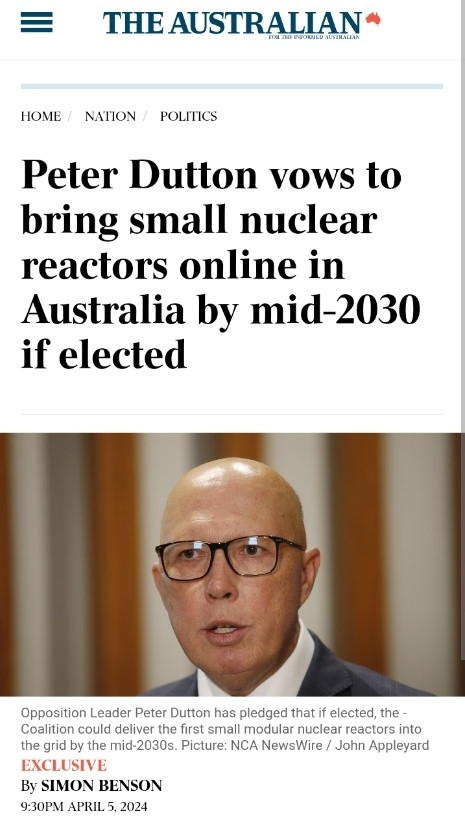 THE AUSTRALIAN
FOR THE INFORMED AUSTRALIAN
HOME / NATION / POLITICS
Peter Dutton vows to
bring small nuclear
reactors online in
Australia by mid-2030
if elected
Opposition Leader Peter Dutton has pledged that if elected, the -
Coalition could deliver the first small modular nuclear reactors into
the grid by the mid-2030s. Picture: NCA NewsWire / John Appleyard
EXCLUSIVE
By SIMON BENSON
9:30PM APRIL 5, 2024